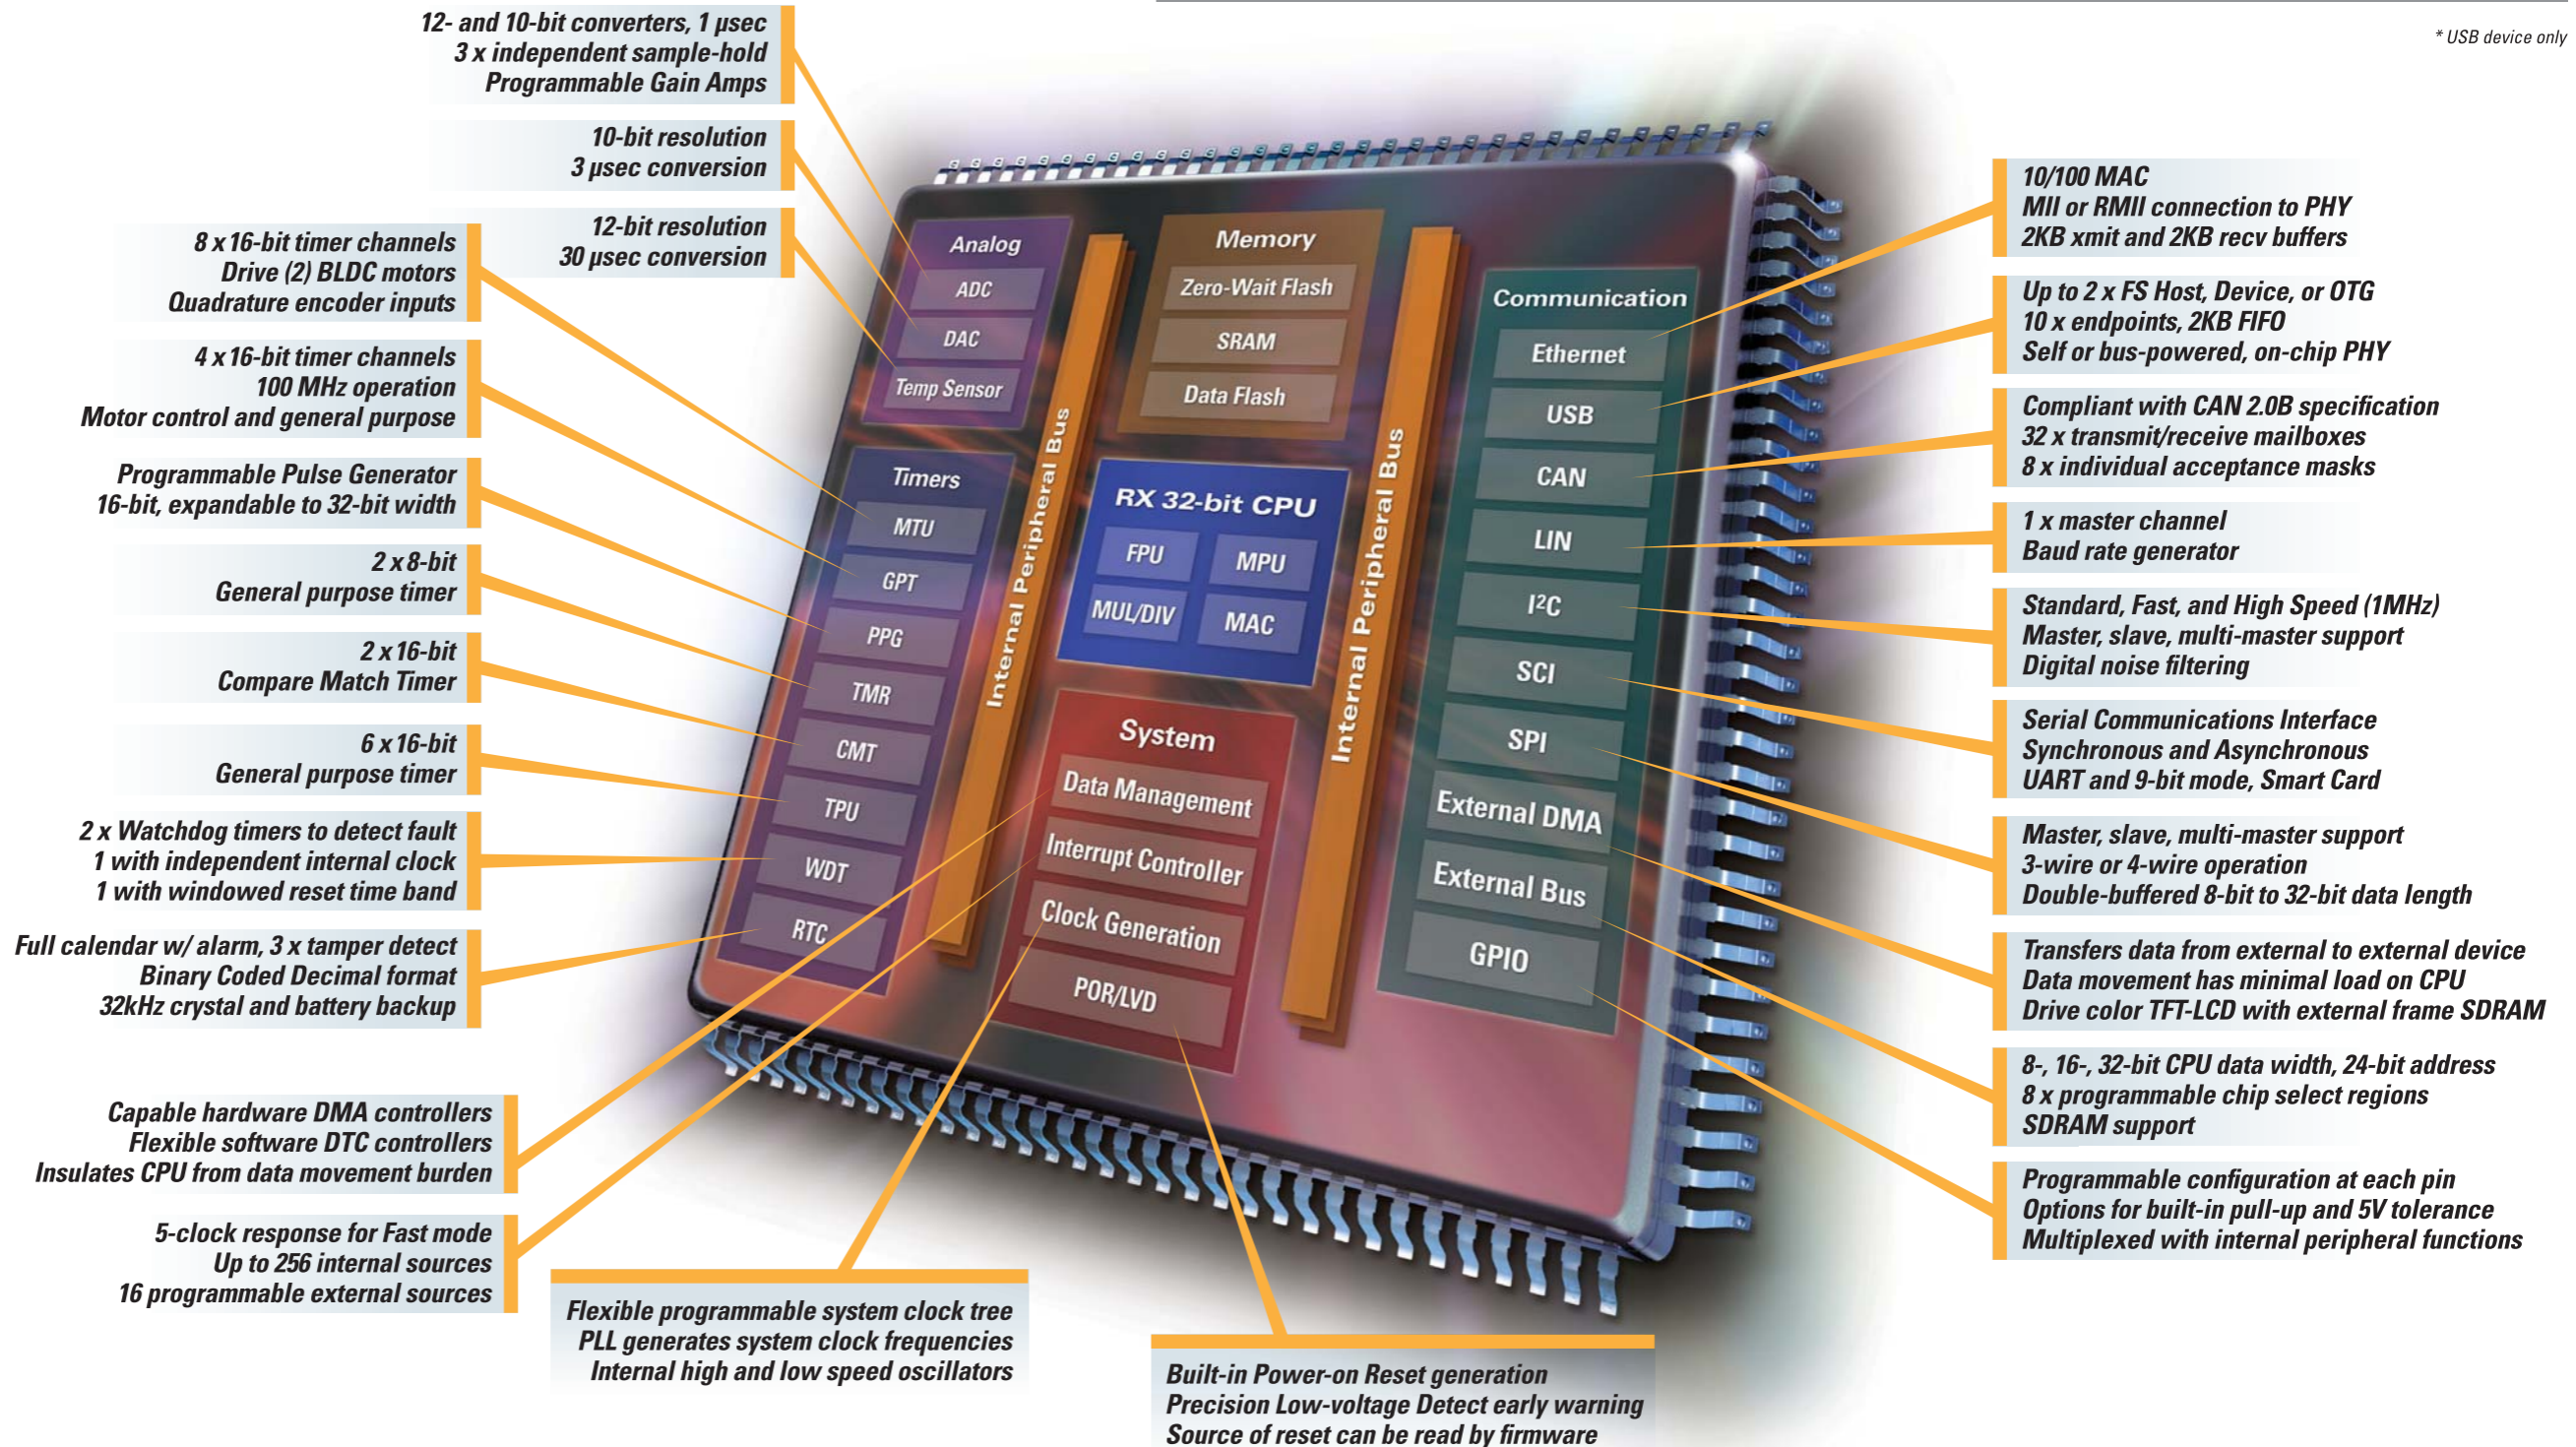 * USB device only
12- and 10-bit converters, 1 µsec
3 x independent sample-hold
Programmable Gain Amps
10-bit resolution
3 µsec conversion
12-bit resolution
30 µsec conversion
8 x 16-bit timer channels
Drive (2) BLDC motors
Quadrature encoder inputs
4 x 16-bit timer channels
100 MHz operation
Motor control and general purpose
Programmable Pulse Generator
16-bit, expandable to 32-bit width
2 x 8-bit
General purpose timer
2 x 16-bit
Compare Match Timer
6 x 16-bit
General purpose timer
2 x Watchdog timers to detect fault
1 with independent internal clock
1 with windowed reset time band
Full calendar w/ alarm, 3 x tamper detect
Binary Coded Decimal format
32kHz crystal and battery backup
Capable hardware DMA controllers
Flexible software DTC controllers
Insulates CPU from data movement burden
5-clock response for Fast mode
Up to 256 internal sources
16 programmable external sources
Analog
ADC
DAC
Temp Sensor
Timers
MTU
GPT
PPG
TMR
CMT
TPU
WDT
RTC
Internal Peripheral Bus
Memory
Zero-Wait Flash
SRAM
Data Flash
RX 32-bit CPU
FPU
MPU
MUL/DIV
MAC
System
Data Management
Interrupt Controller
Clock Generation
POR/LVD
Internal Peripheral Bus
Communication
Ethernet
USB
CAN
LIN
I²C
SCI
SPI
External DMA
External Bus
GPIO
10/100 MAC
MII or RMII connection to PHY
2KB xmit and 2KB recv buffers
Up to 2 x FS Host, Device, or OTG
10 x endpoints, 2KB FIFO
Self or bus-powered, on-chip PHY
Compliant with CAN 2.0B specification
32 x transmit/receive mailboxes
8 x individual acceptance masks
1 x master channel
Baud rate generator
Standard, Fast, and High Speed (1MHz)
Master, slave, multi-master support
Digital noise filtering
Serial Communications Interface
Synchronous and Asynchronous
UART and 9-bit mode, Smart Card
Master, slave, multi-master support
3-wire or 4-wire operation
Double-buffered 8-bit to 32-bit data length
Transfers data from external to external device
Data movement has minimal load on CPU
Drive color TFT-LCD with external frame SDRAM
8-, 16-, 32-bit CPU data width, 24-bit address
8 x programmable chip select regions
SDRAM support
Programmable configuration at each pin
Options for built-in pull-up and 5V tolerance
Multiplexed with internal peripheral functions
Flexible programmable system clock tree
PLL generates system clock frequencies
Internal high and low speed oscillators
Built-in Power-on Reset generation
Precision Low-voltage Detect early warning
Source of reset can be read by firmware